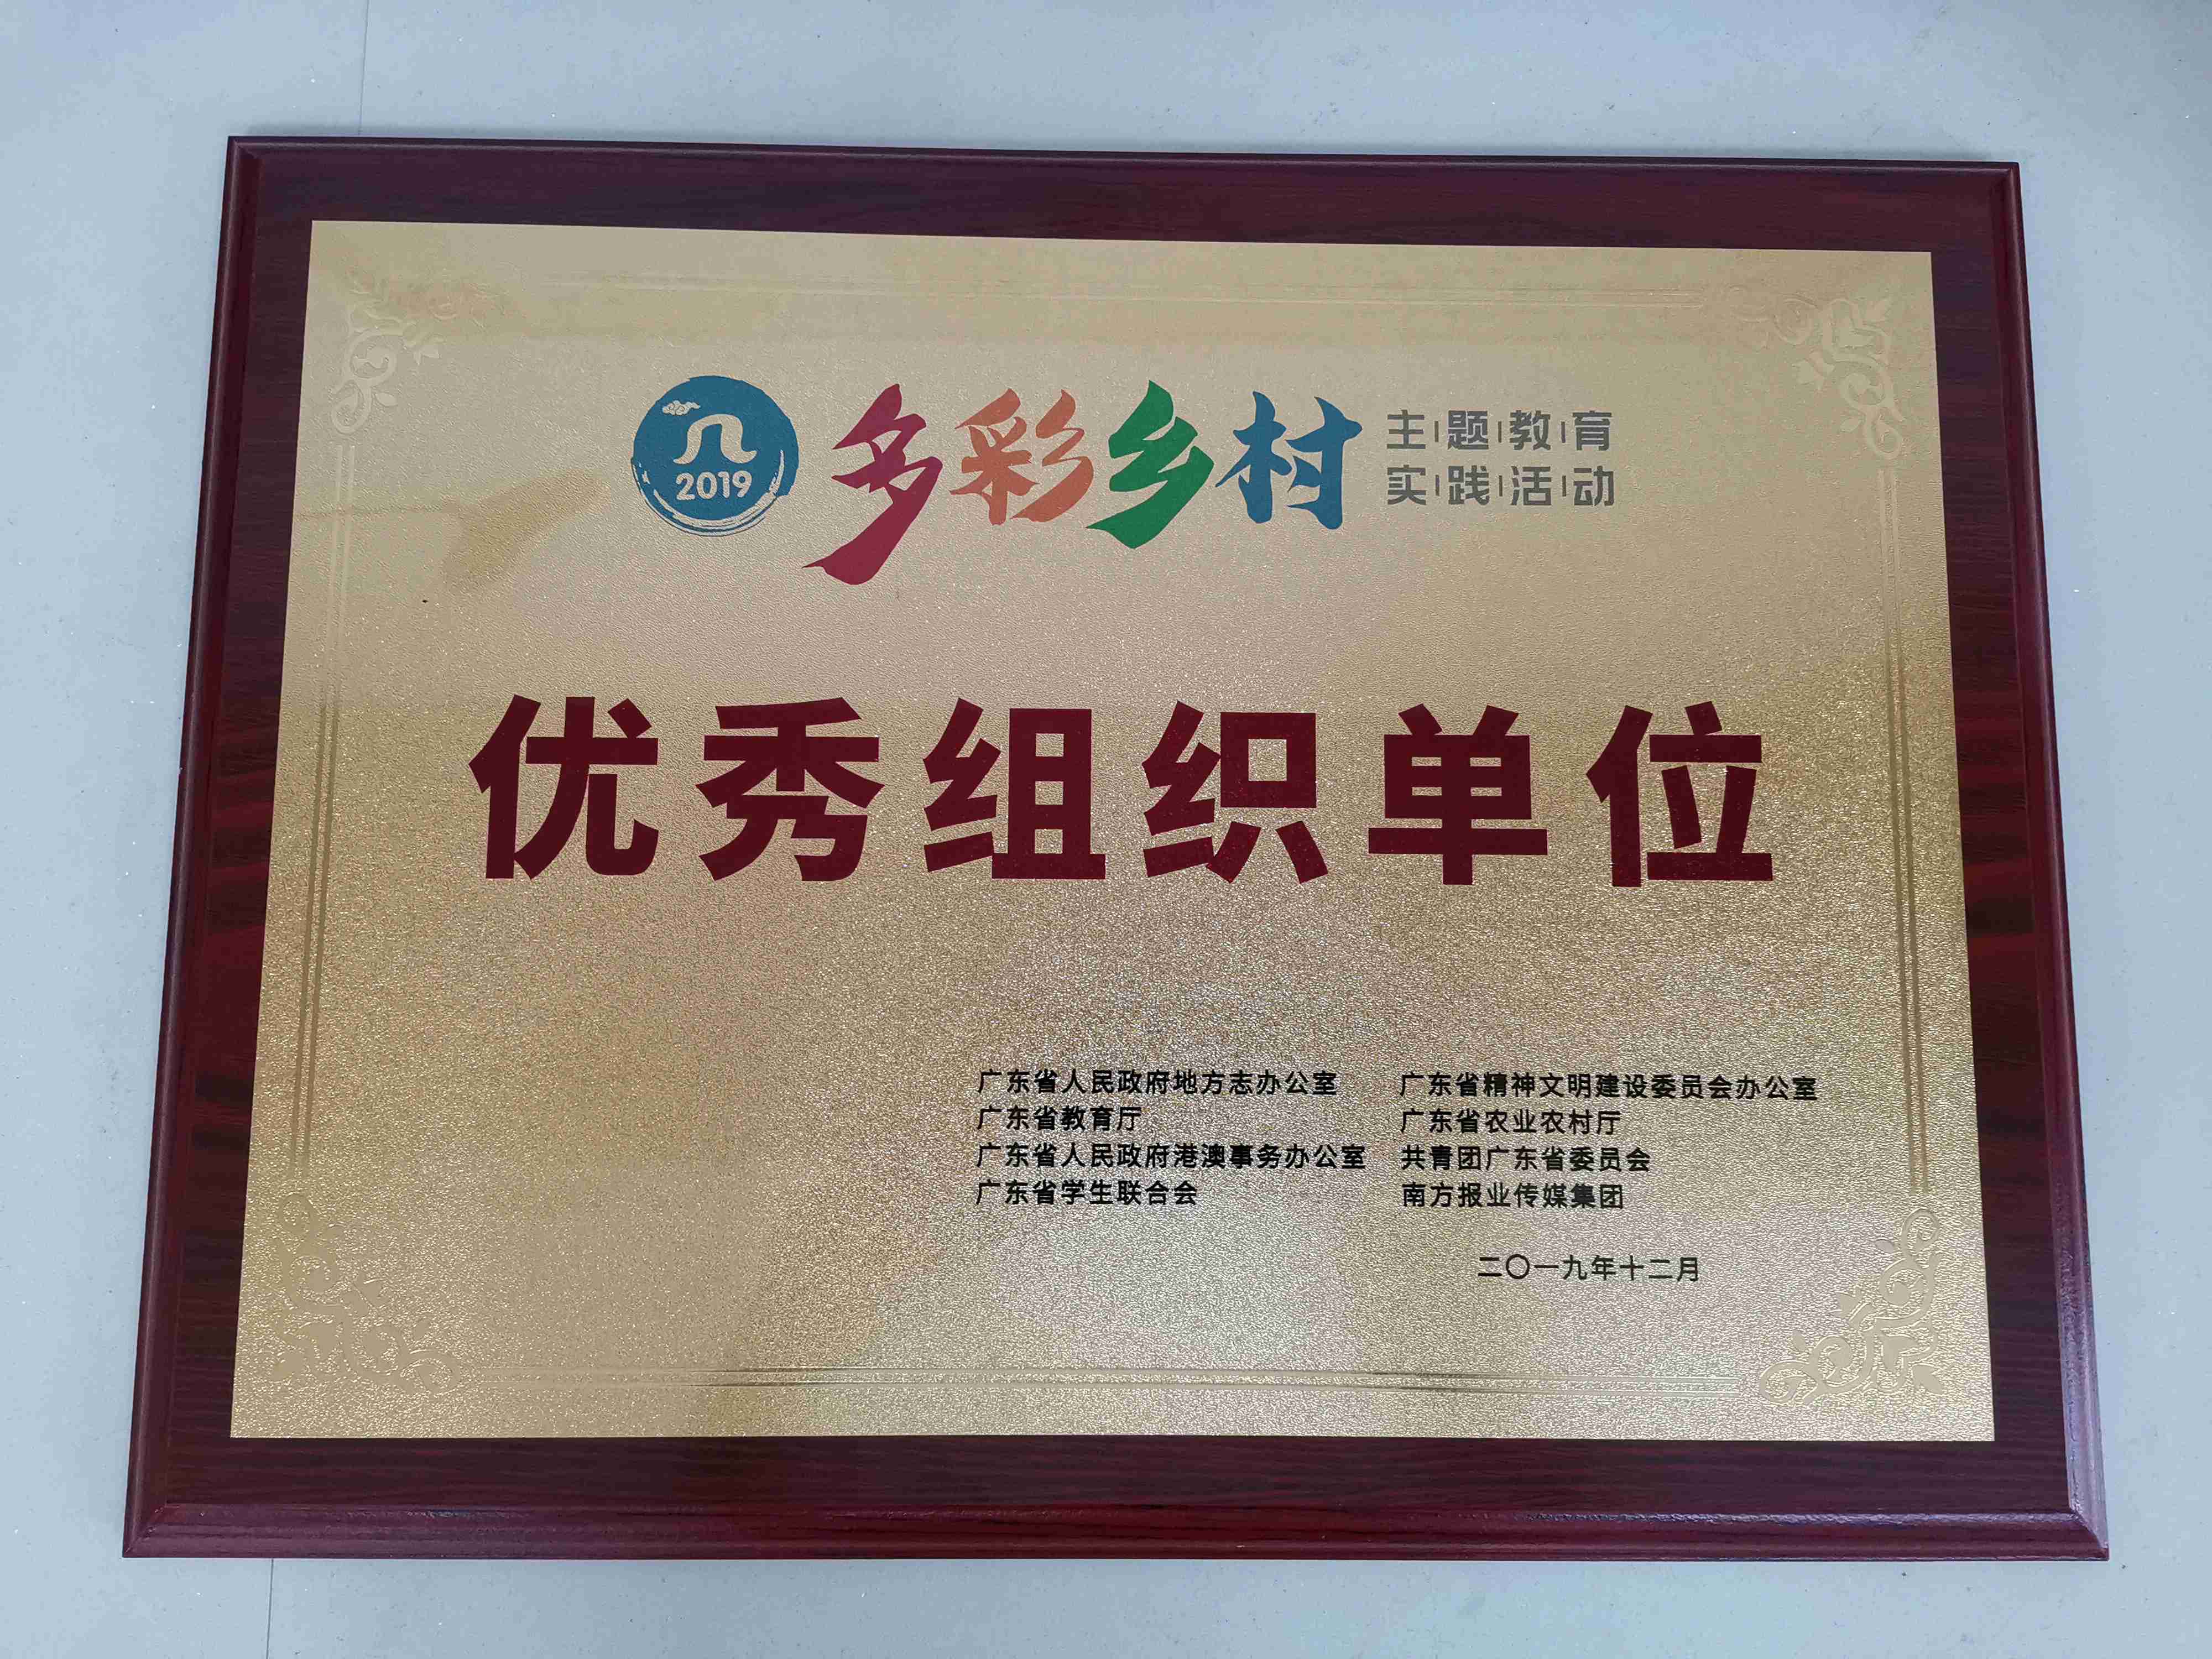 2019
多彩乡村
主题教育
实践活动
优秀组织单位
广东省人民政府地方志办公室 广东省精神文明建设委员会办公室
广东省教育厅 广东省农业农村厅
广东省人民政府港澳事务办公室 共青团广东省委员会
广东省学生联合会 南方报业传媒集团
二〇一九年十二月